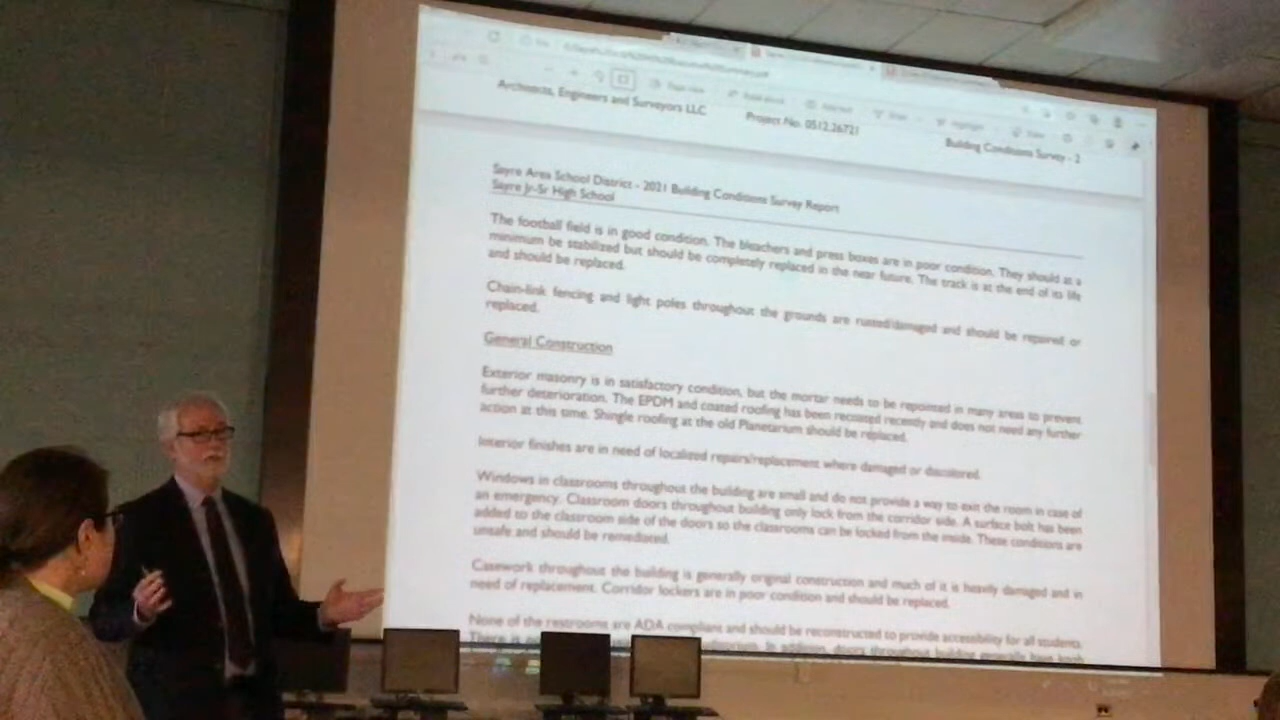 Architects, Engineers and Surveyors LLC
Project No. 0512.26721
Building Conditions Survey - 2
Sayre Area School District - 2021 Building Conditions Survey Report
Sayre Jr-Sr High School
The football field is in good condition. The bleachers and press boxes are in poor condition. They should at a
minimum be stabilized but should be completely replaced in the near future. The track is at the end of its life
and should be replaced.
Chain-link fencing and light poles throughout the grounds are rusted/damaged and should be repaired or
replaced.
General Construction
Exterior masonry is in satisfactory condition, but the mortar needs to be repointed in many areas to prevent
further deterioration. The EPDM and coated roofing has been recoated recently and does not need any further
action at this time. Shingle roofing at the old Planetarium should be replaced.
Interior finishes are in need of localized repairs/replacement where damaged or discolored.
Windows in classrooms throughout the building are small and do not provide a way to exit the room in case of
an emergency. Classroom doors throughout building only lock from the corridor side. A surface bolt has been
added to the classroom side of the doors so the classrooms can be locked from the inside. These conditions are
unsafe and should be remediated.
Casework throughout the building is generally original construction and much of it is heavily damaged and in
need of replacement. Corridor lockers are in poor condition and should be replaced.
None of the restrooms are ADA compliant and should be reconstructed to provide accessibility for all students.
There is In addition, doors throughout building generally have knob